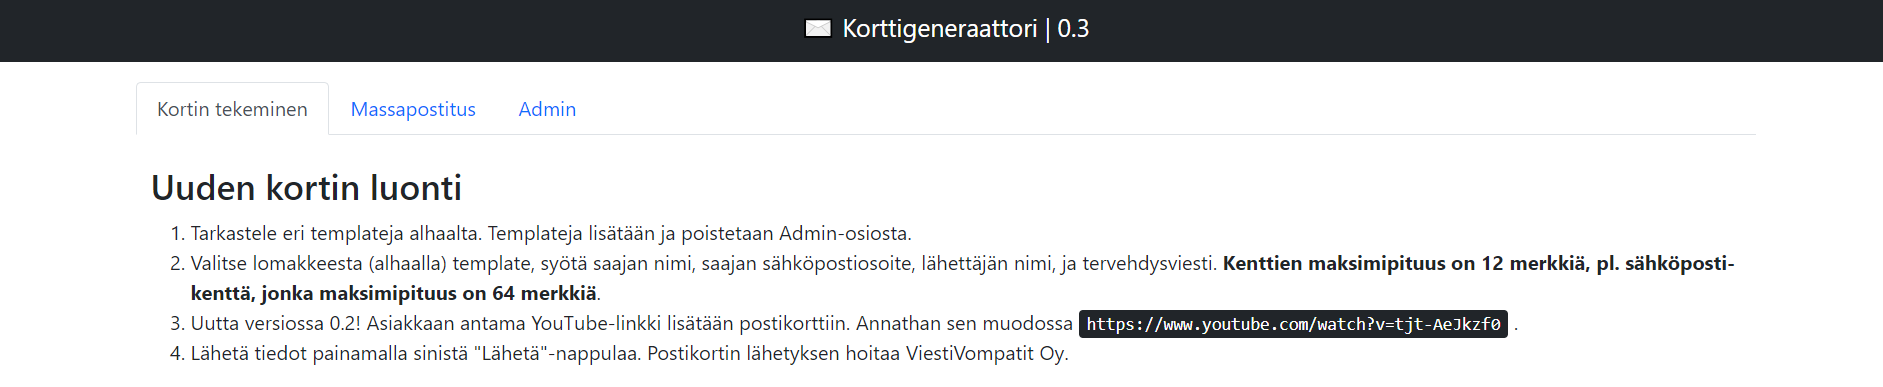 ✉️ Korttigeneraattori | 0.3
Kortin tekeminen Massapostitus Admin
Uuden kortin luonti
1. Tarkastele eri templateja alhaalta. Templateja lisätään ja poistetaan Admin-osiosta.
2. Valitse lomakkeesta (alhaalla) template, syötä saajan nimi, saajan sähköpostiosoite, lähettäjän nimi, ja tervehdysviesti. Kenttien maksimipituus on 12 merkkiä, pl. sähköposti-
kenttä, jonka maksimipituus on 64 merkkiä.
3. Uutta versiossa 0.2! Asiakkaan antama YouTube-linkki lisätään postikorttiin. Annathan sen muodossa https://www.youtube.com/watch?v=tjt-AeJkzf0 .
4. Lähetä tiedot painamalla sinistä "Lähetä"-nappulaa. Postikortin lähetyksen hoitaa ViestiVompatit Oy.